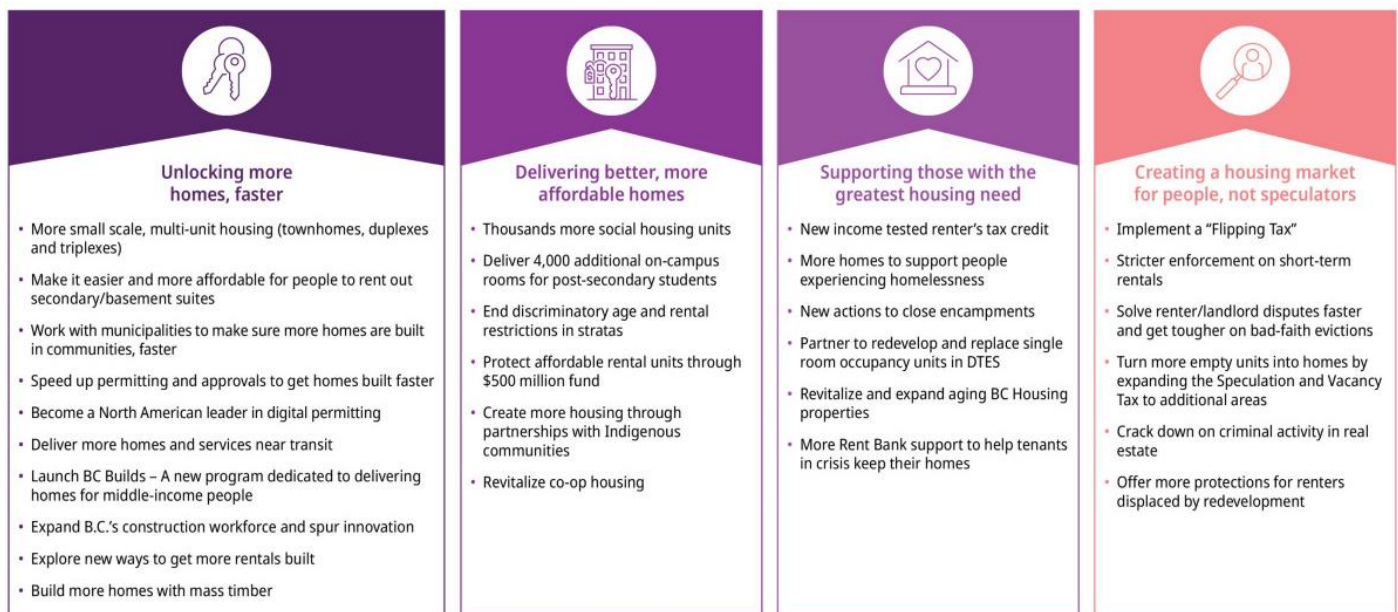 Unlocking more
homes, faster
• More small scale, multi-unit housing (townhomes, duplexes
and triplexes)
• Make it easier and more affordable for people to rent out
secondary/basement suites
• Work with municipalities to make sure more homes are built
in communities, faster
• Speed up permitting and approvals to get homes built faster
• Become a North American leader in digital permitting
• Deliver more homes and services near transit
• Launch BC Builds – A new program dedicated to delivering
homes for middle-income people
• Expand B.C.’s construction workforce and spur innovation
• Explore new ways to get more rentals built
• Build more homes with mass timber
$
Delivering better, more
affordable homes
• Thousands more social housing units
• Deliver 4,000 additional on-campus
rooms for post-secondary students
• End discriminatory age and rental
restrictions in stratas
• Protect affordable rental units through
$500 million fund
• Create more housing through
partnerships with Indigenous
communities
• Revitalize co-op housing
Supporting those with the
greatest housing need
• New income tested renter’s tax credit
• More homes to support people
experiencing homelessness
• New actions to close encampments
• Partner to redevelop and replace single
room occupancy units in DTES
• Revitalize and expand aging BC Housing
properties
• More Rent Bank support to help tenants
in crisis keep their homes
Creating a housing market
for people, not speculators
• Implement a “Flipping Tax”
• Stricter enforcement on short-term
rentals
• Solve renter/landlord disputes faster
and get tougher on bad-faith evictions
• Turn more empty units into homes by
expanding the Speculation and Vacancy
Tax to additional areas
• Crack down on criminal activity in real
estate
• Offer more protections for renters
displaced by redevelopment